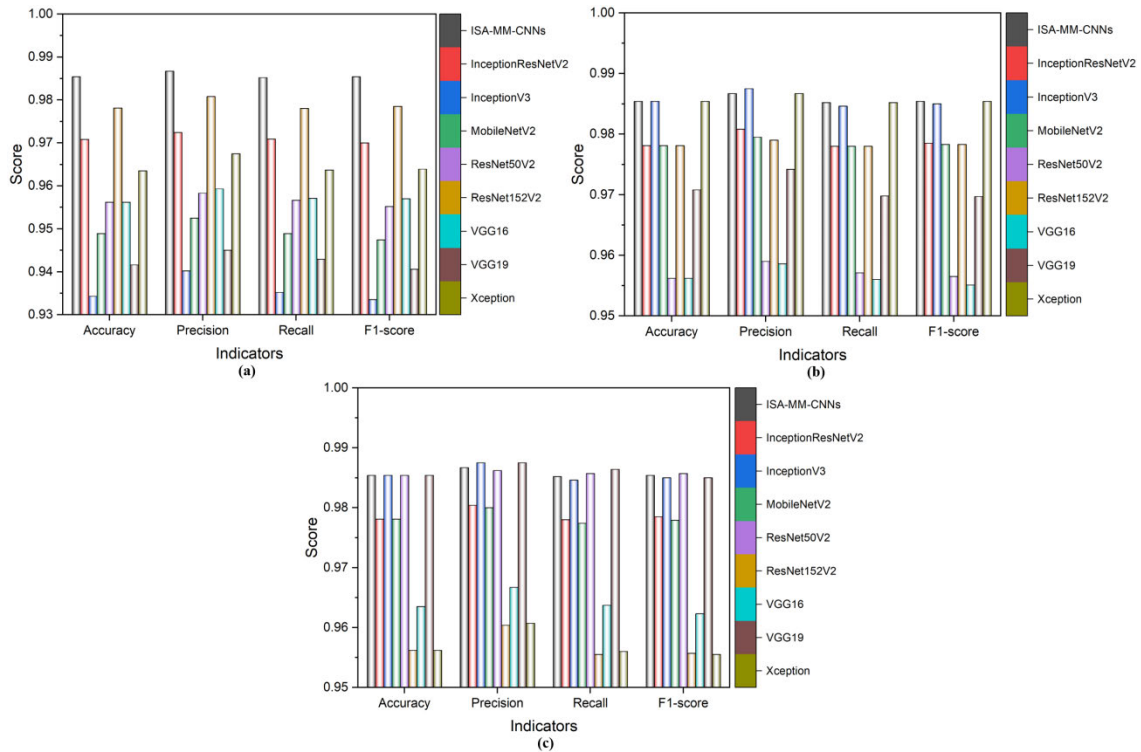 1.00
0.98
0.97
0.96
0.95
0.94
0.93
Score
Accuracy
Precision
Recall
F1-score
Indicators
(a)
ISA-MM-CNNs
InceptionResNetV2
InceptionV3
MobileNetV2
ResNet50V2
ResNet152V2
VGG16
VGG19
Xception
1.00
0.99
0.98
0.97
0.96
0.95
Score
Accuracy
Precision
Recall
F1-score
Indicators
(b)
ISA-MM-CNNs
InceptionResNetV2
InceptionV3
MobileNetV2
ResNet50V2
ResNet152V2
VGG16
VGG19
Xception
1.00
0.99
0.98
0.97
0.96
0.95
Score
Accuracy
Precision
Recall
F1-score
Indicators
(c)
ISA-MM-CNNs
InceptionResNetV2
InceptionV3
MobileNetV2
ResNet50V2
ResNet152V2
VGG16
VGG19
Xception